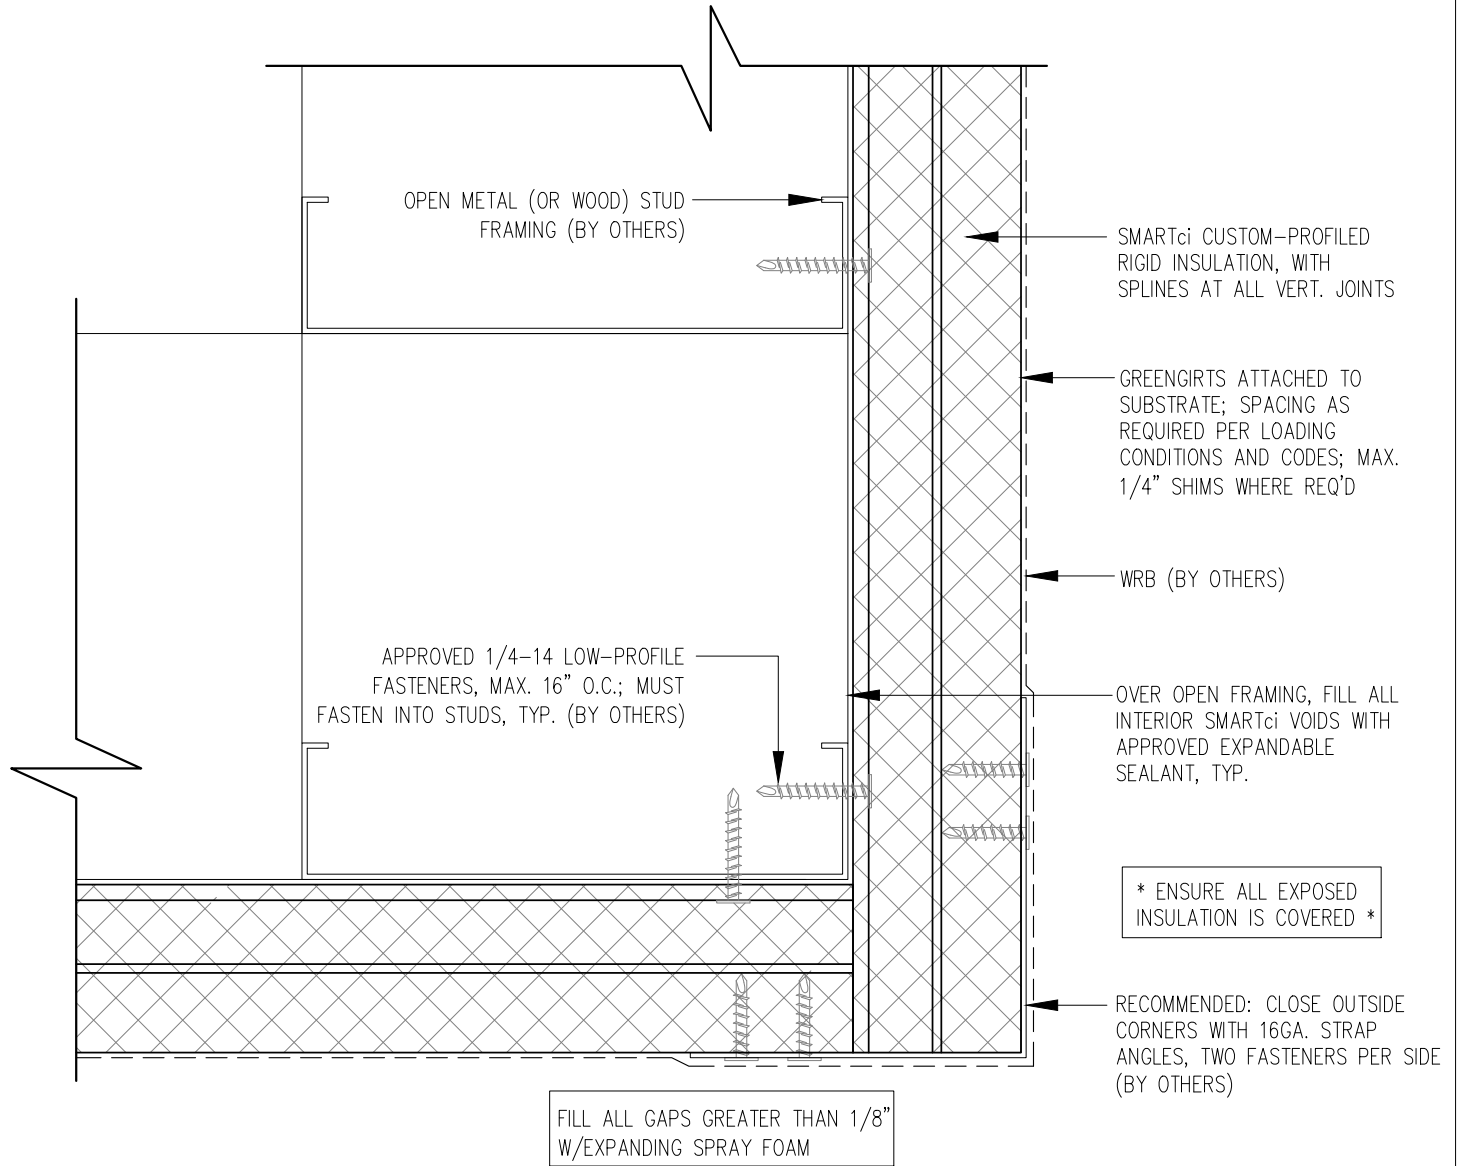 OPEN METAL (OR WOOD) STUD
FRAMING (BY OTHERS)
SMARTci CUSTOM-PROFILED
RIGID INSULATION, WITH
SPLINES AT ALL VERT. JOINTS
GREENGIRTS ATTACHED TO
SUBSTRATE; SPACING AS
REQUIRED PER LOADING
CONDITIONS AND CODES; MAX.
1/4" SHIMS WHERE REQ'D
WRB (BY OTHERS)
APPROVED 1/4-14 LOW-PROFILE
FASTENERS, MAX. 16" O.C.; MUST
FASTEN INTO STUDS, TYP. (BY OTHERS)
OVER OPEN FRAMING, FILL ALL
INTERIOR SMARTci VOIDS WITH
APPROVED EXPANDABLE
SEALANT, TYP.
* ENSURE ALL EXPOSED
INSULATION IS COVERED *
RECOMMENDED: CLOSE OUTSIDE
CORNERS WITH 16GA. STRAP
ANGLES, TWO FASTENERS PER SIDE
(BY OTHERS)
FILL ALL GAPS GREATER THAN 1/8"
W/EXPANDING SPRAY FOAM